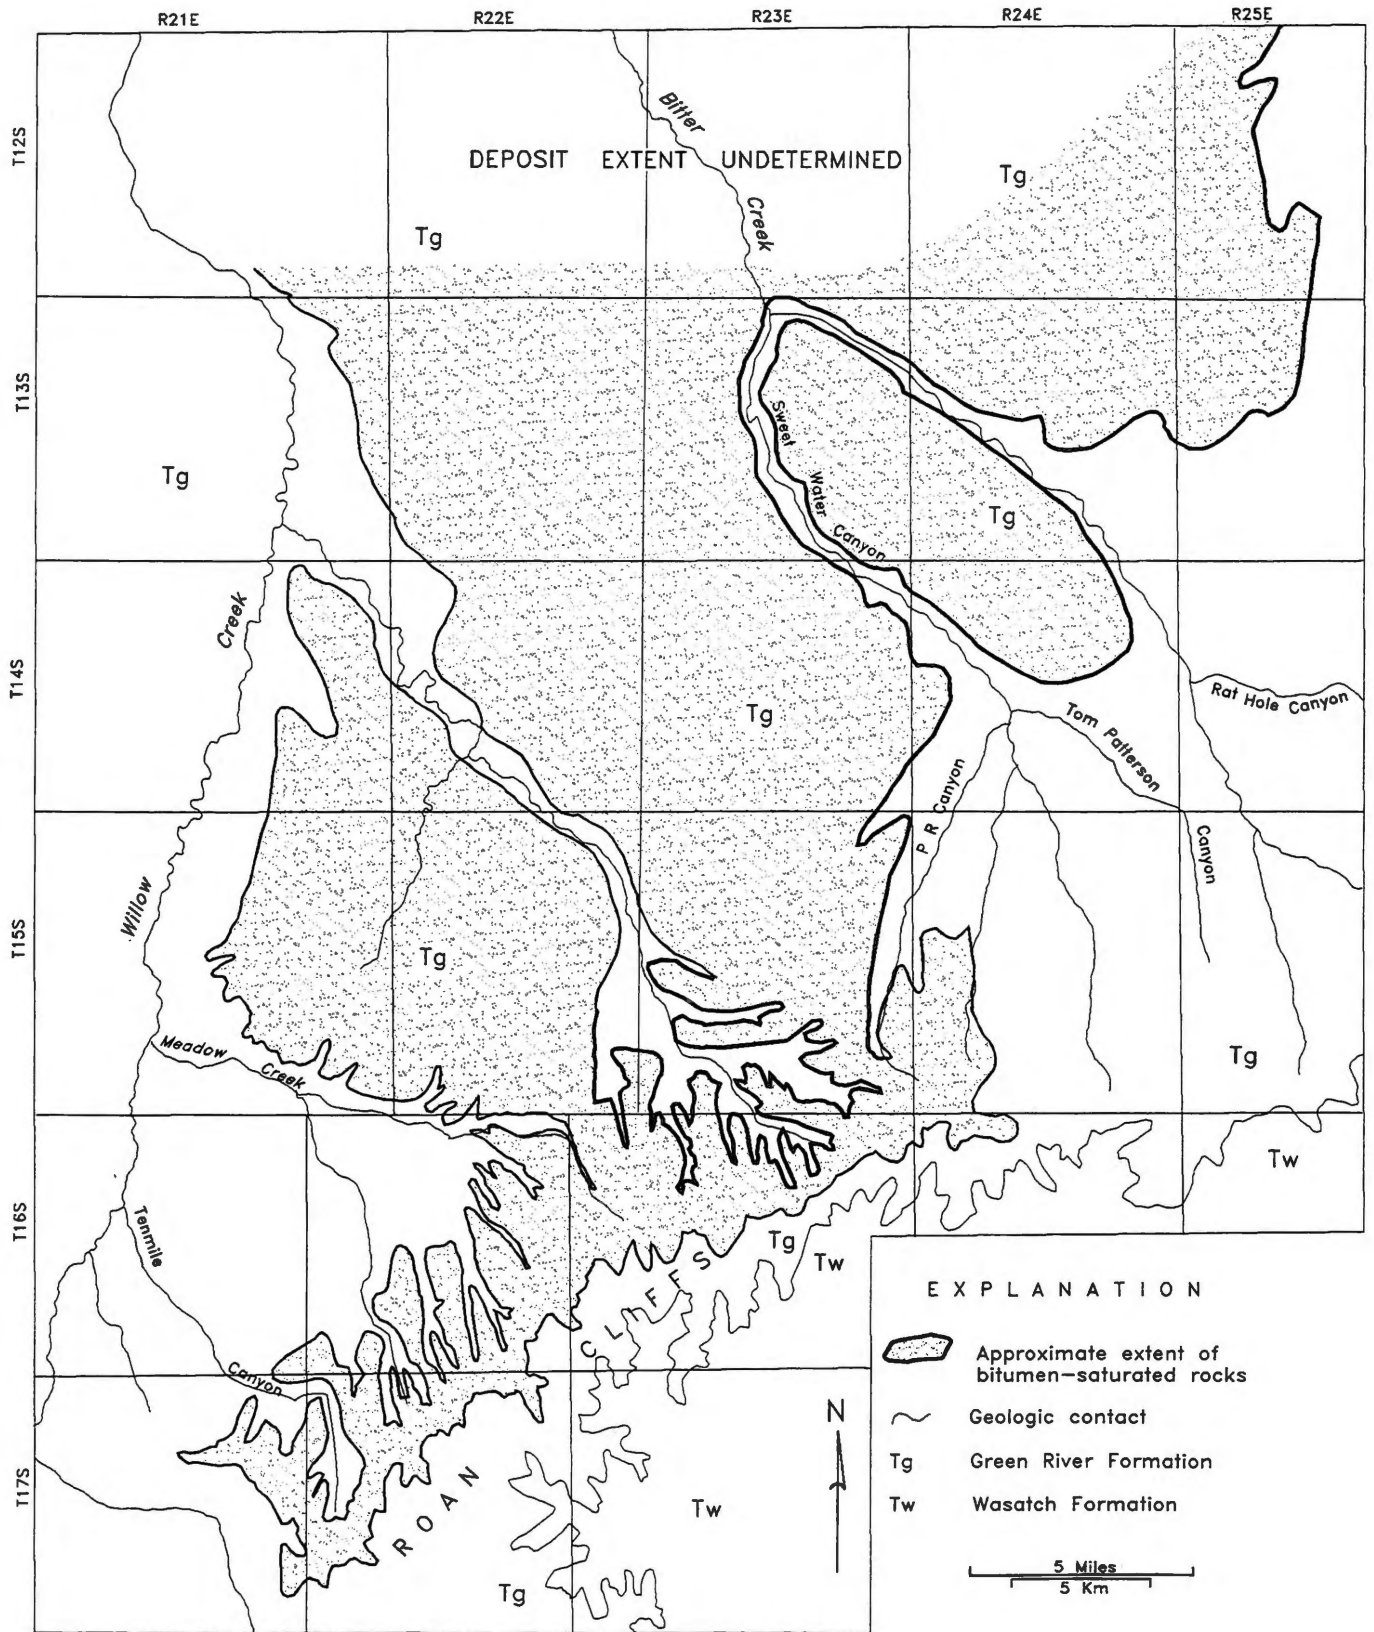 R21E R22E R23E R24E R25E
T12S
T13S
T14S
T15S
T16S
T17S
Bitter
Creek
DEPOSIT EXTENT UNDETERMINED
Tg
Tg
Tg
Sweet
Water
Canyon
Tg
Creek
Willow
Tg
Rat Hole Canyon
Tom Patterson
Canyon
P R Canyon
Tg
Meadow
Creek
Tg
Tw
Tenmile
Canyon
Tg
Tw
ROAN
CLIFFS
Tw
Tg
EXPLANATION
Approximate extent of
bitumen-saturated rocks
Geologic contact
Tg Green River Formation
Tw Wasatch Formation
N
5 Miles
5 Km